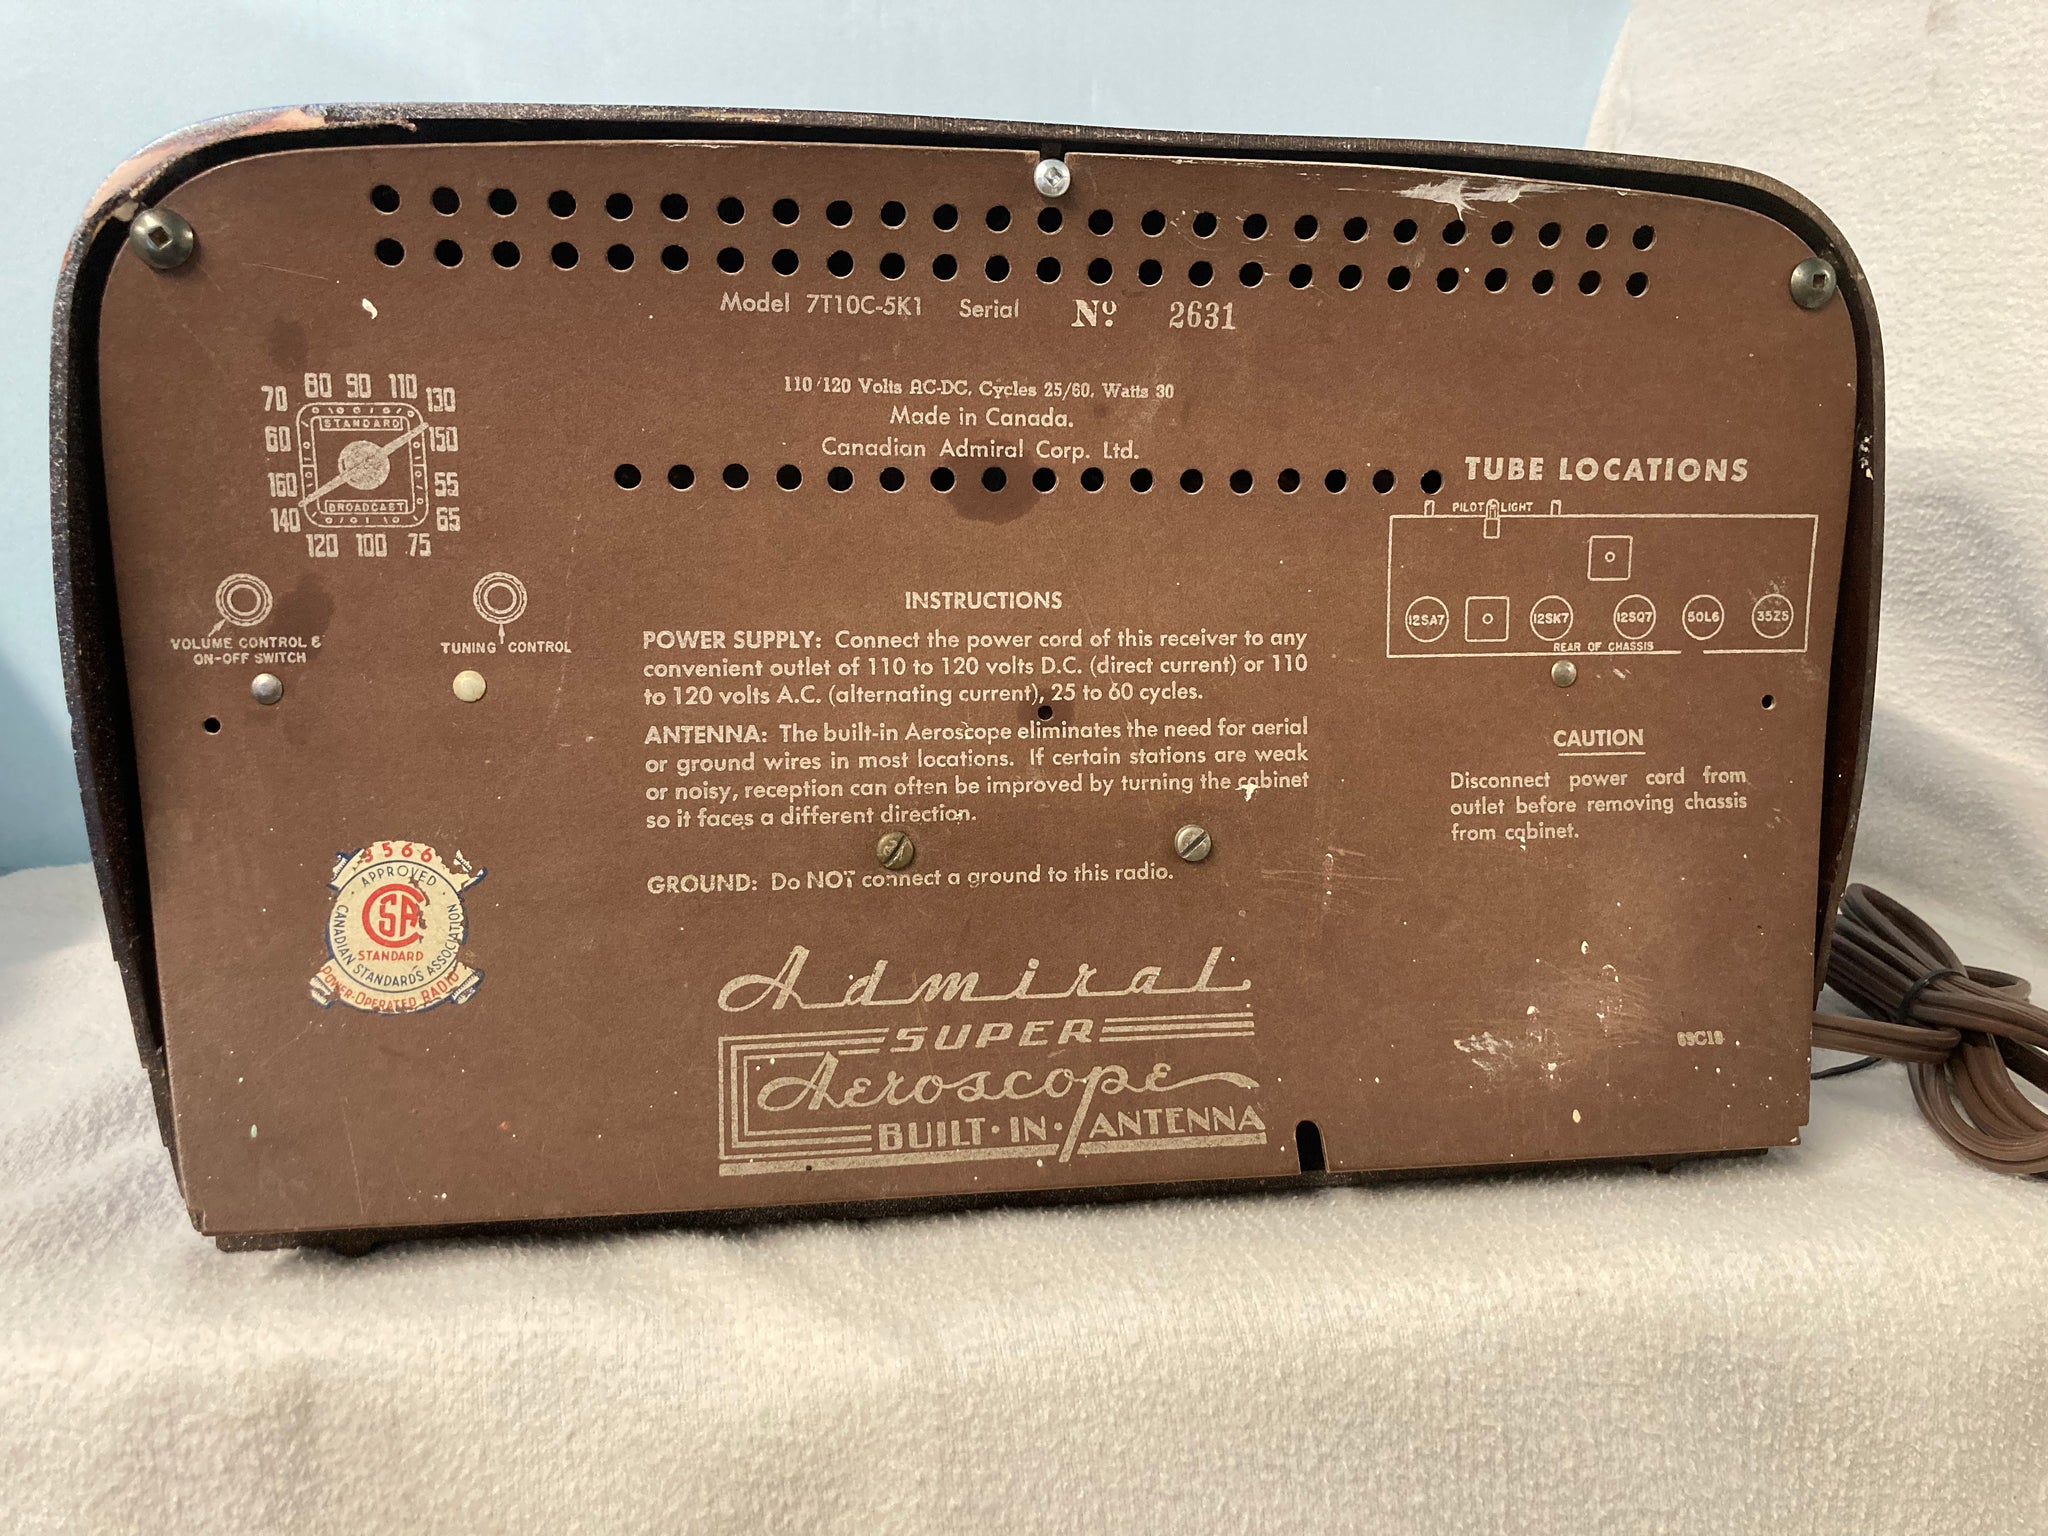 Model 7T10C-5K1 Serial Nº 2631
110/120 Volts AC-DC, Cycles 25/60, Watts 30
Made in Canada.
Canadian Admiral Corp. Ltd.
70 80 90 110 130
60 STANDARD 150
160 BROADCAST 55
140 65
120 100 75
VOLUME CONTROL &
ON-OFF SWITCH
TUNING CONTROL
TUBE LOCATIONS
PILOT LIGHT
12SA7 12SK7 12SQ7 50L6 35Z5
REAR OF CHASSIS
INSTRUCTIONS
POWER SUPPLY: Connect the power cord of this receiver to any
convenient outlet of 110 to 120 volts D.C. (direct current) or 110
to 120 volts A.C. (alternating current), 25 to 60 cycles.
ANTENNA: The built-in Aeroscope eliminates the need for aerial
or ground wires in most locations. If certain stations are weak
or noisy, reception can often be improved by turning the cabinet
so it faces a different direction.
GROUND: Do NOT connect a ground to this radio.
CAUTION
Disconnect power cord from
outlet before removing chassis
from cabinet.
APPROVED
CSA
STANDARD
CANADIAN STANDARDS ASSOCIATION
POWER-OPERATED RADIO
Admiral
SUPER
Aeroscope
BUILT·IN·ANTENNA